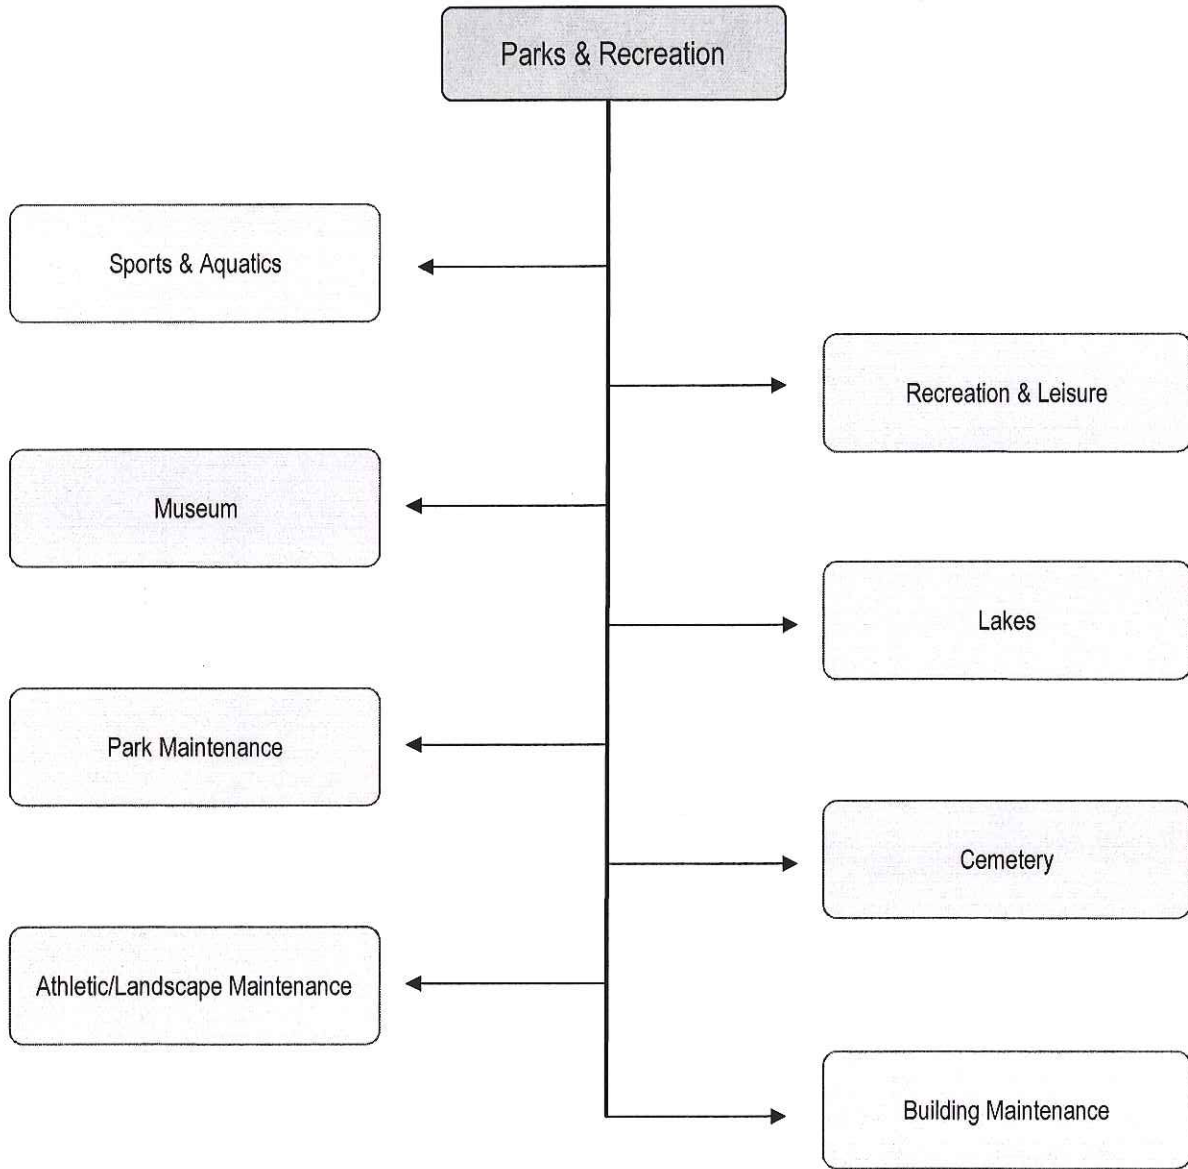 Parks & Recreation
Sports & Aquatics
Recreation & Leisure
Museum
Lakes
Park Maintenance
Cemetery
Athletic/Landscape Maintenance
Building Maintenance